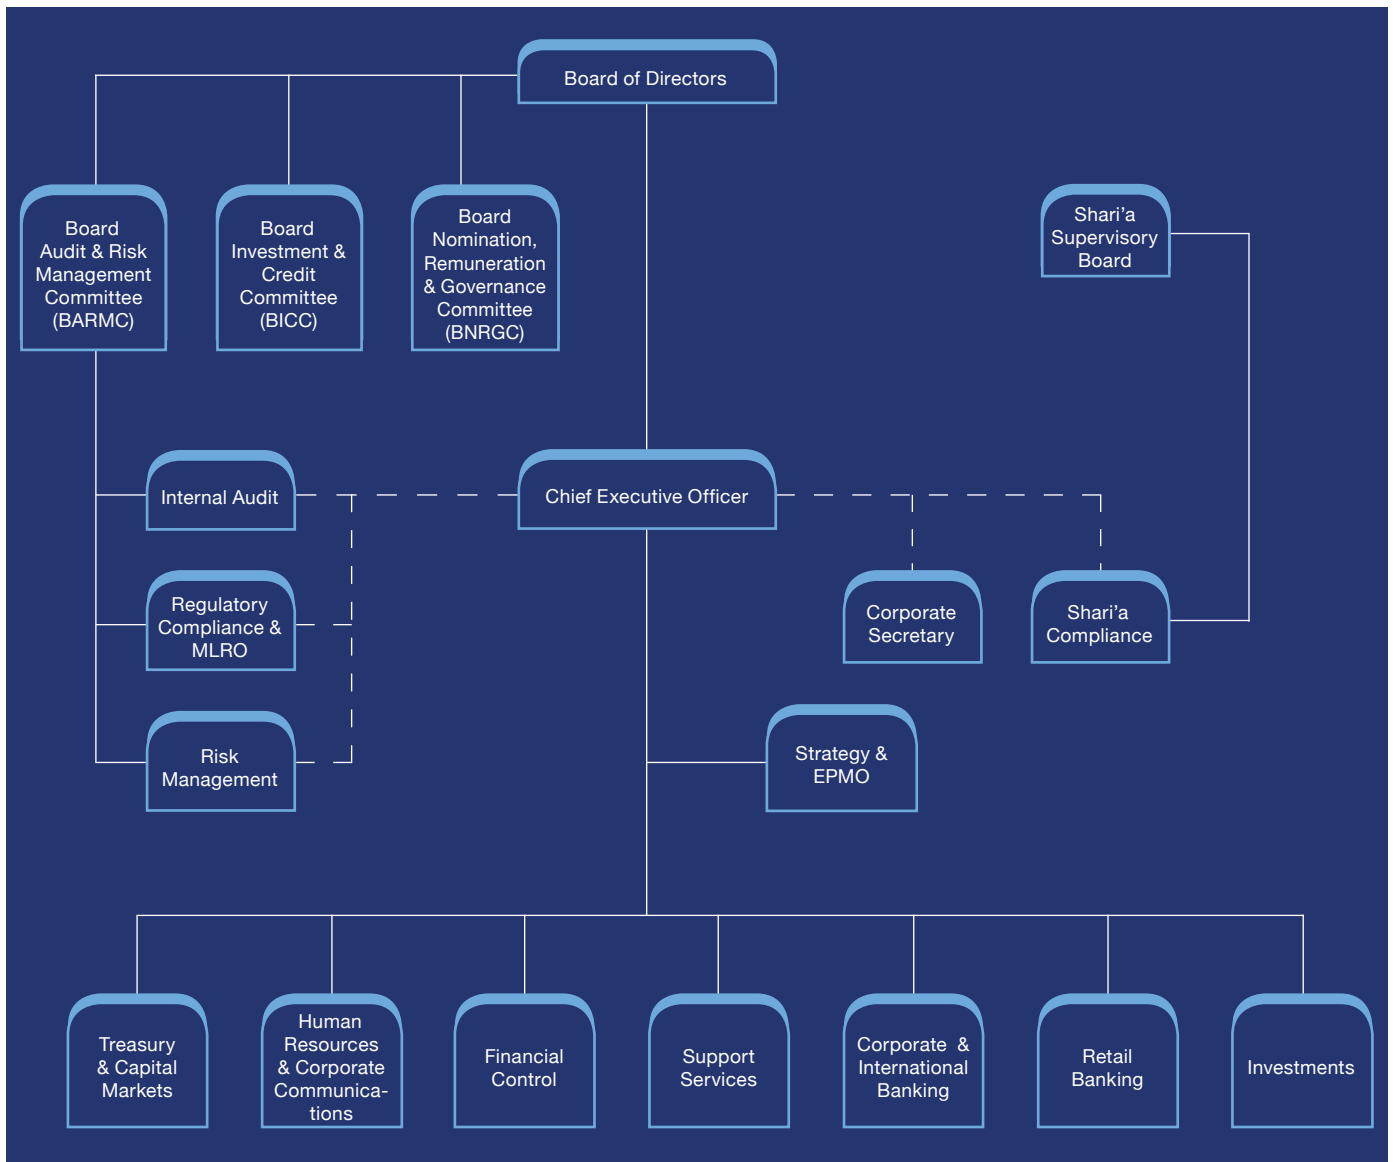 Board of Directors
Board
Audit & Risk
Management
Committee
(BARMC)
Board
Investment &
Credit
Committee
(BICC)
Board
Nomination,
Remuneration
& Governance
Committee
(BNRGC)
Shari’a
Supervisory
Board
Internal Audit
Chief Executive Officer
Regulatory
Compliance &
MLRO
Corporate
Secretary
Shari’a
Compliance
Risk
Management
Strategy &
EPMO
Treasury
& Capital
Markets
Human
Resources
& Corporate
Communica-
tions
Financial
Control
Support
Services
Corporate &
International
Banking
Retail
Banking
Investments